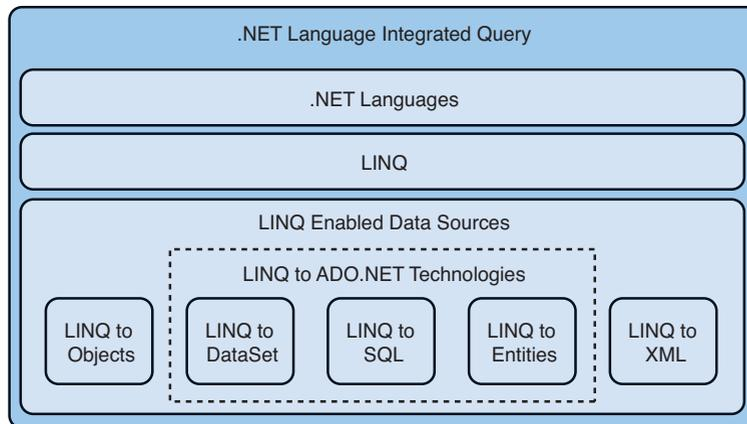 .NET Language Integrated Query
.NET Languages
LINQ
LINQ Enabled Data Sources
LINQ to ADO.NET Technologies
LINQ to
Objects
LINQ to
DataSet
LINQ to
SQL
LINQ to
Entities
LINQ to
XML